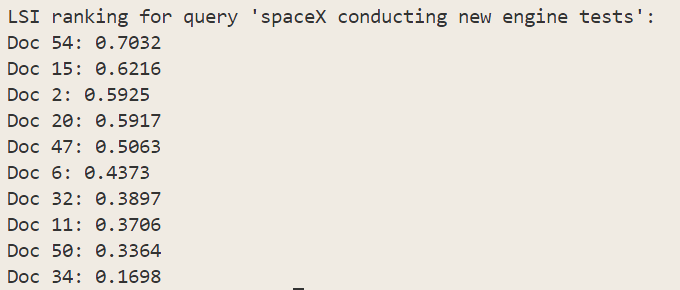 LSI ranking for query 'spaceX conducting new engine tests':
Doc 54: 0.7032
Doc 15: 0.6216
Doc 2: 0.5925
Doc 20: 0.5917
Doc 47: 0.5063
Doc 6: 0.4373
Doc 32: 0.3897
Doc 11: 0.3706
Doc 50: 0.3364
Doc 34: 0.1698